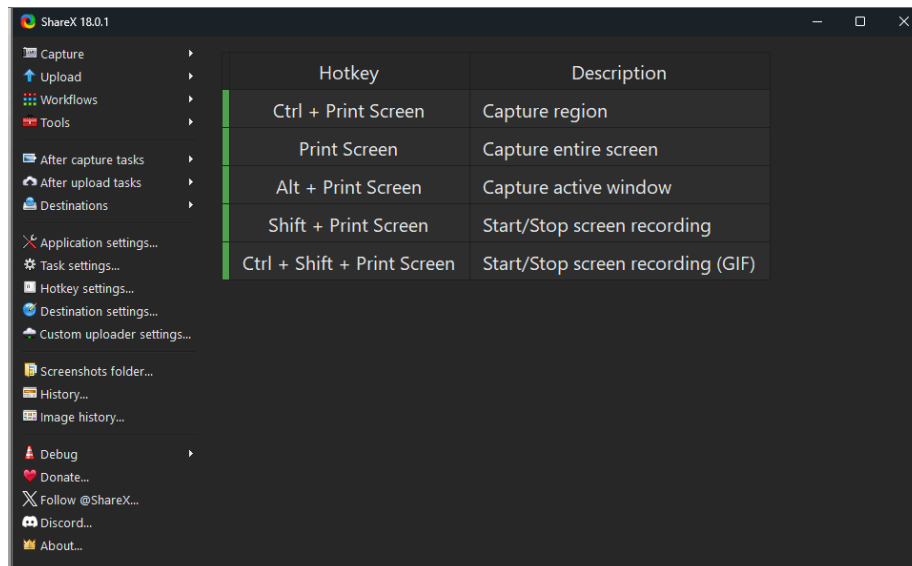 ShareX 18.0.1
Capture
Upload
Workflows
Tools
After capture tasks
After upload tasks
Destinations
Application settings...
Task settings...
Hotkey settings...
Destination settings...
Custom uploader settings...
Screenshots folder...
History...
Image history...
Debug
Donate...
Follow @ShareX...
Discord...
About...
Hotkey Description
Ctrl + Print Screen Capture region
Print Screen Capture entire screen
Alt + Print Screen Capture active window
Shift + Print Screen Start/Stop screen recording
Ctrl + Shift + Print Screen Start/Stop screen recording (GIF)